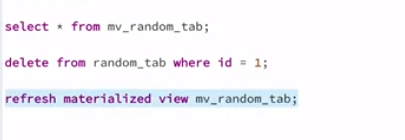 select * from mv_random_tab;
delete from random_tab where id = 1;
refresh materialized view mv_random_tab;